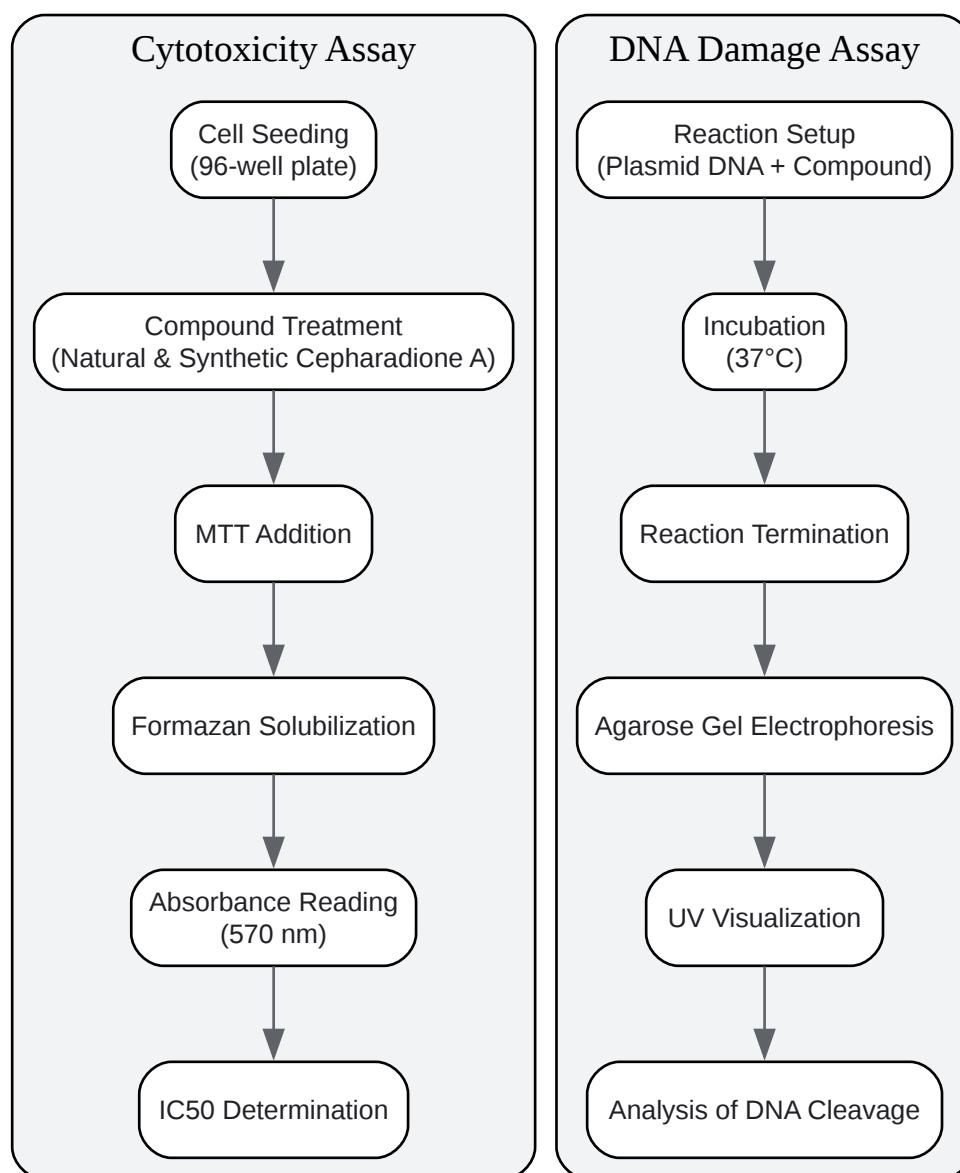 Cytotoxicity Assay
Cell Seeding
(96-well plate)
Compound Treatment
(Natural & Synthetic Cepharadione A)
MTT Addition
Formazan Solubilization
Absorbance Reading
(570 nm)
IC50 Determination
DNA Damage Assay
Reaction Setup
(Plasmid DNA + Compound)
Incubation
(37°C)
Reaction Termination
Agarose Gel Electrophoresis
UV Visualization
Analysis of DNA Cleavage